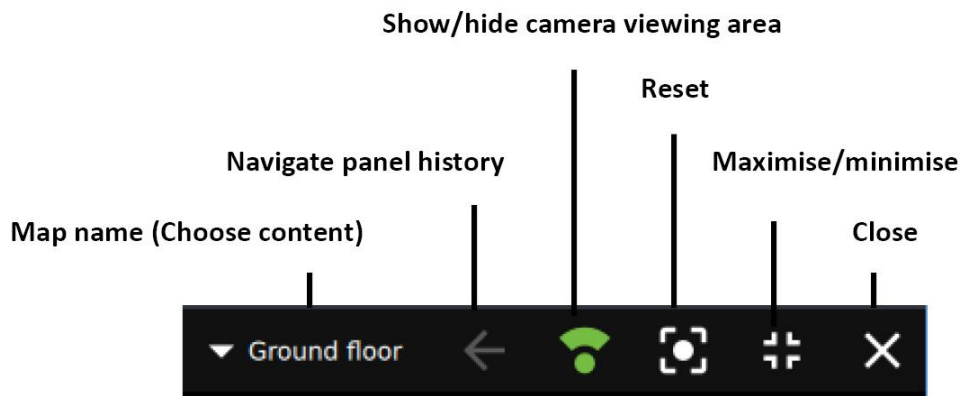 Show/hide camera viewing area
Reset
Navigate panel history
Maximise/minimise
Map name (Choose content)
Close
Ground floor